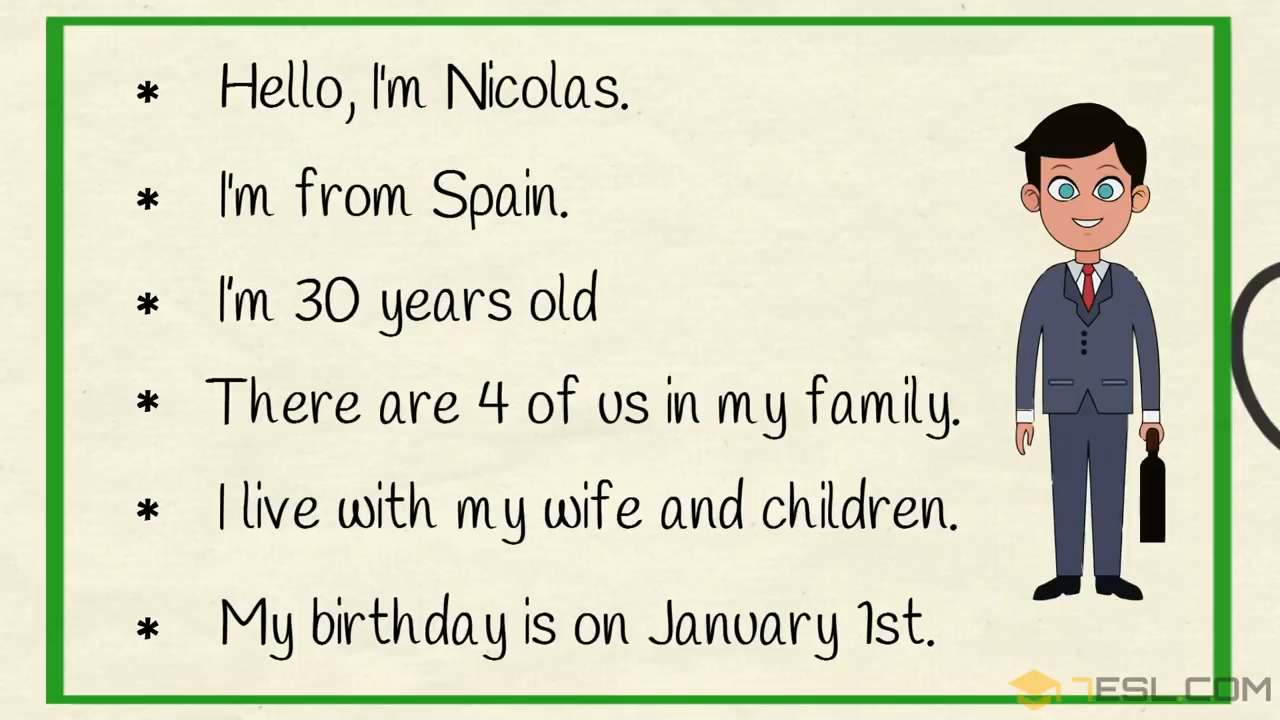 * Hello, I'm Nicolas.
* I'm from Spain.
* I'm 30 years old
* There are 4 of us in my family.
* I live with my wife and children.
* My birthday is on January 1st.
7ESL.COM